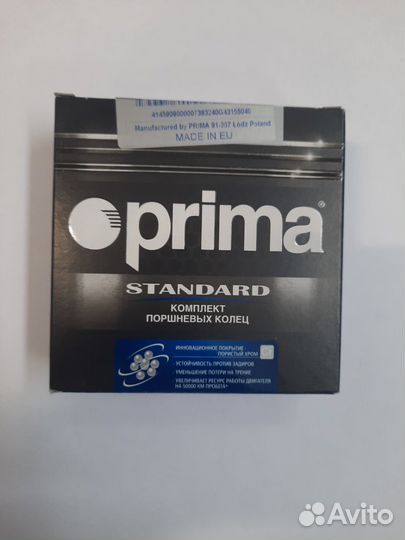 Manufactured by PRIMA 91-357 Lodz Poland
MADE IN EU
prima®
STANDARD
КОМПЛЕКТ
ПОРШНЕВЫХ КОЛЕЦ
ИННОВАЦИОННОЕ ПОКРЫТИЕ
ПОРИСТЫЙ ХРОМ
УСТОЙЧИВОСТЬ ПРОТИВ ЗАДИРОВ
УМЕНЬШЕНИЕ ПОТЕРИ НА ТРЕНИЕ
УВЕЛИЧИВАЕТ РЕСУРС РАБОТЫ ДВИГАТЕЛЯ
НА 50000 КМ ПРОБЕГА*
Avito